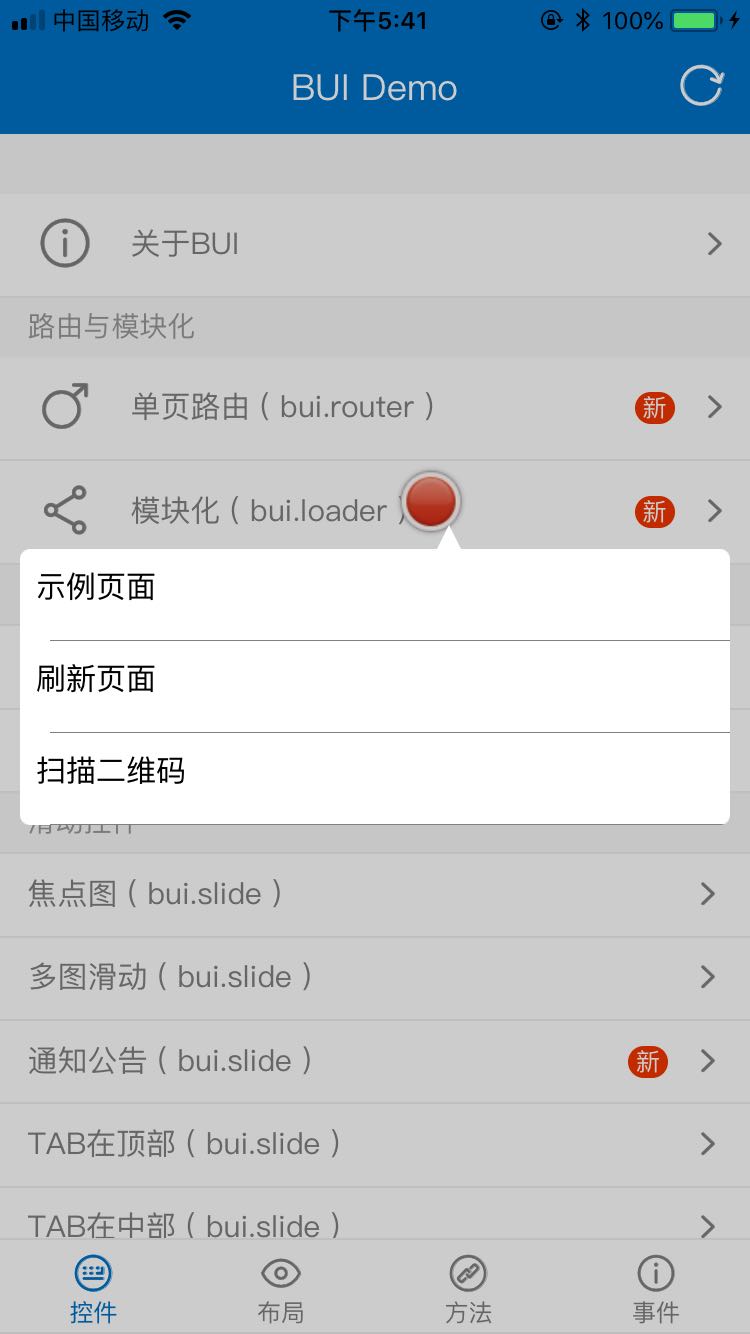 中国移动 下午5:41 100%
BUI Demo
关于BUI
路由与模块化
单页路由（bui.router） 新
模块化（bui.loader） 新
示例页面
刷新页面
扫描二维码
滑动控件
焦点图（bui.slide）
多图滑动（bui.slide）
通知公告（bui.slide） 新
TAB在顶部（bui.slide）
TAB在中部（bui.slide）
控件 布局 方法 事件